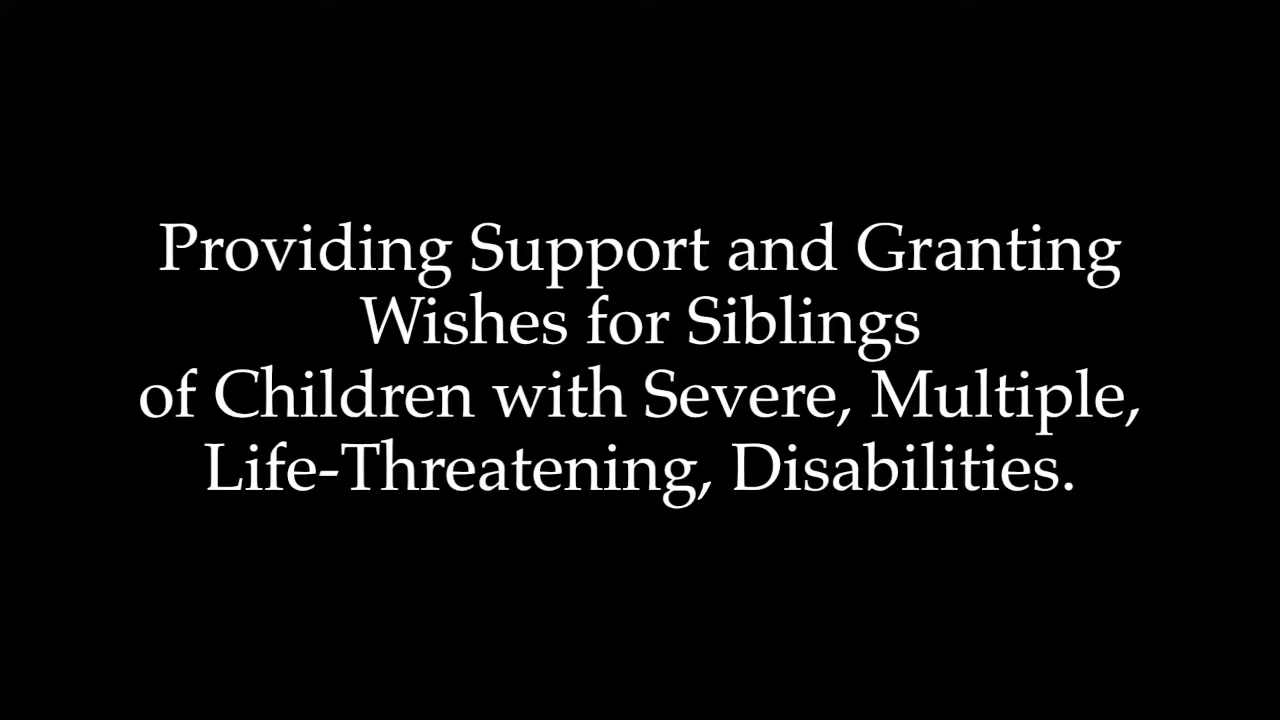 Providing Support and Granting
Wishes for Siblings
of Children with Severe, Multiple,
Life-Threatening, Disabilities.